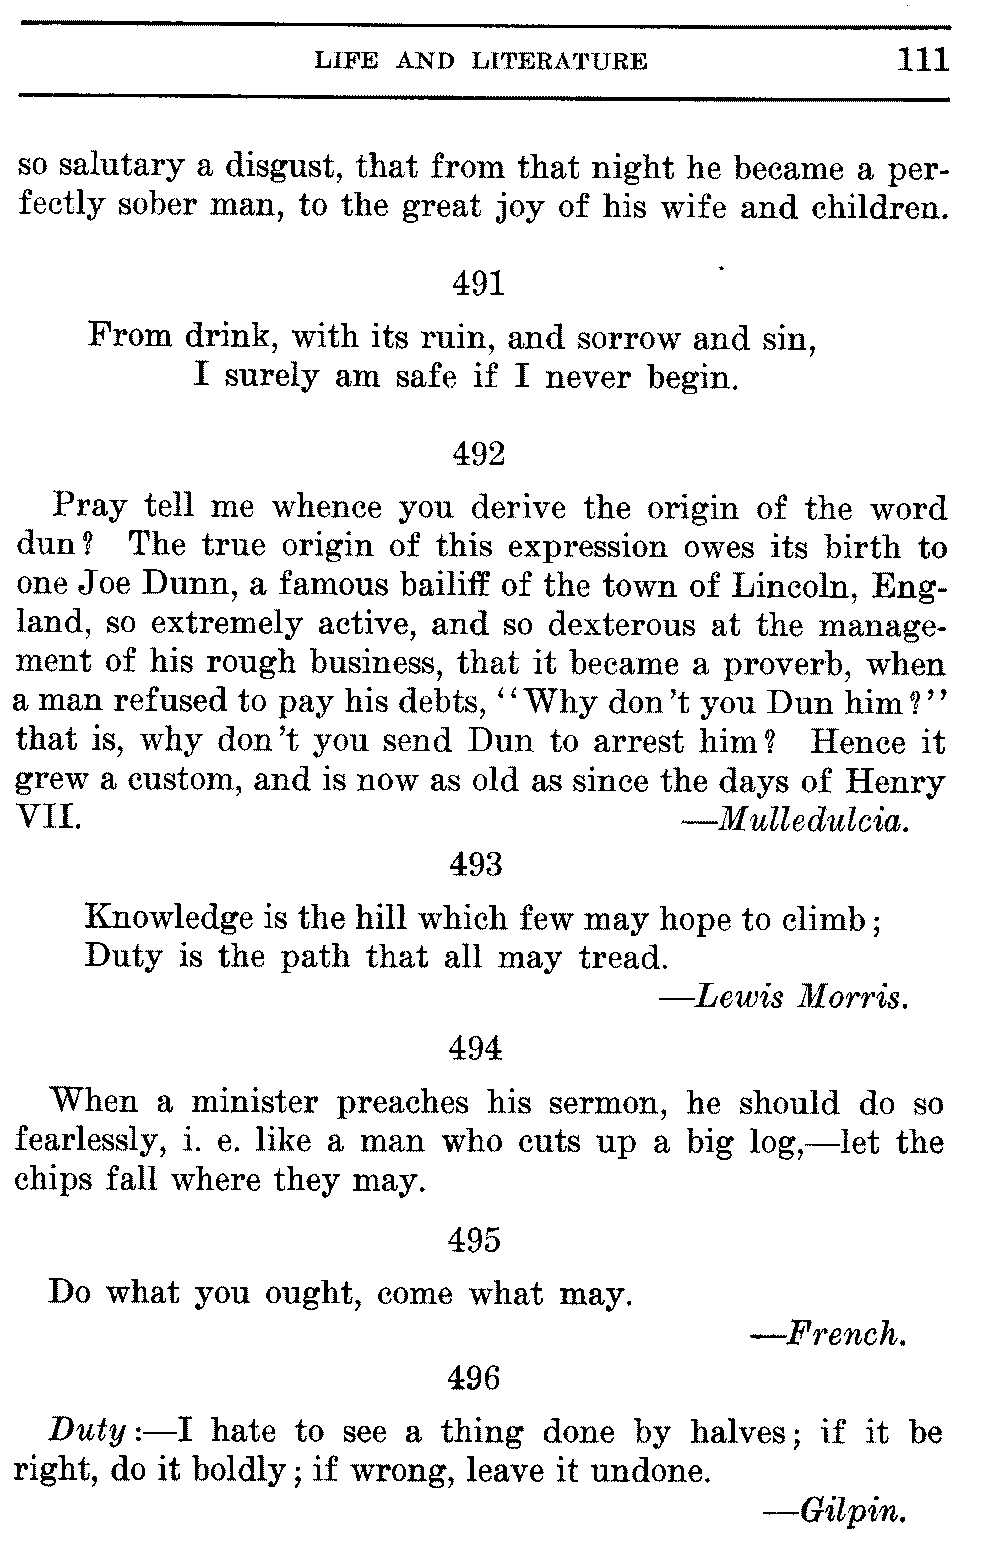 LIFE AND LITERATURE 111
so salutary a disgust, that from that night he became a per-
fectly sober man, to the great joy of his wife and children.
491
From drink, with its ruin, and sorrow and sin,
I surely am safe if I never begin.
492
Pray tell me whence you derive the origin of the word
dun? The true origin of this expression owes its birth to
one Joe Dunn, a famous bailiff of the town of Lincoln, Eng-
land, so extremely active, and so dexterous at the manage-
ment of his rough business, that it became a proverb, when
a man refused to pay his debts, "Why don't you Dun him?"
that is, why don't you send Dun to arrest him? Hence it
grew a custom, and is now as old as since the days of Henry
VII. —Mulledulcia.
493
Knowledge is the hill which few may hope to climb;
Duty is the path that all may tread.
—Lewis Morris.
494
When a minister preaches his sermon, he should do so
fearlessly, i. e. like a man who cuts up a big log,—let the
chips fall where they may.
495
Do what you ought, come what may.
—French.
496
Duty:—I hate to see a thing done by halves; if it be
right, do it boldly; if wrong, leave it undone.
—Gilpin.